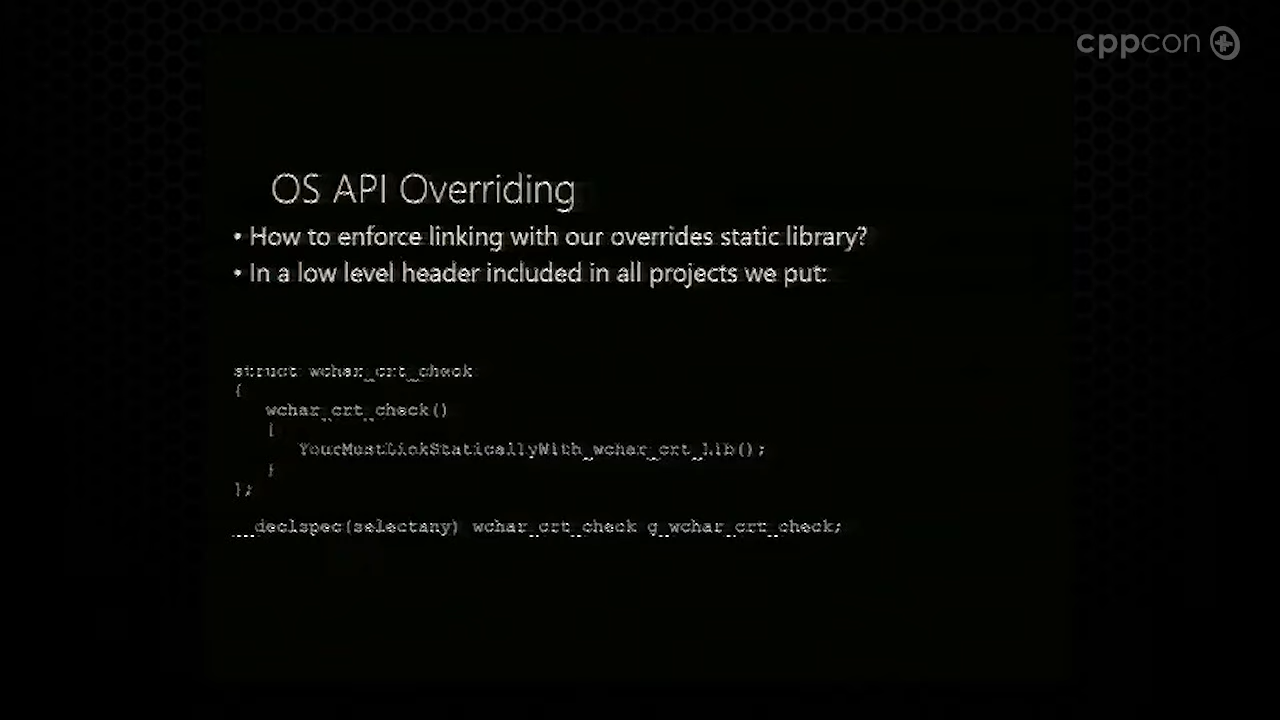 cppcon
OS API Overriding
• How to enforce linking with our overrides static library?
• In a low level header included in all projects we put:
struct wchar_crt_check
{
wchar_crt_check()
{
YourMustLickStaticallyWith_wchar_crt_Lib();
}
};
__declspec(selectany) wchar_crt_check g_wchar_crt_check;